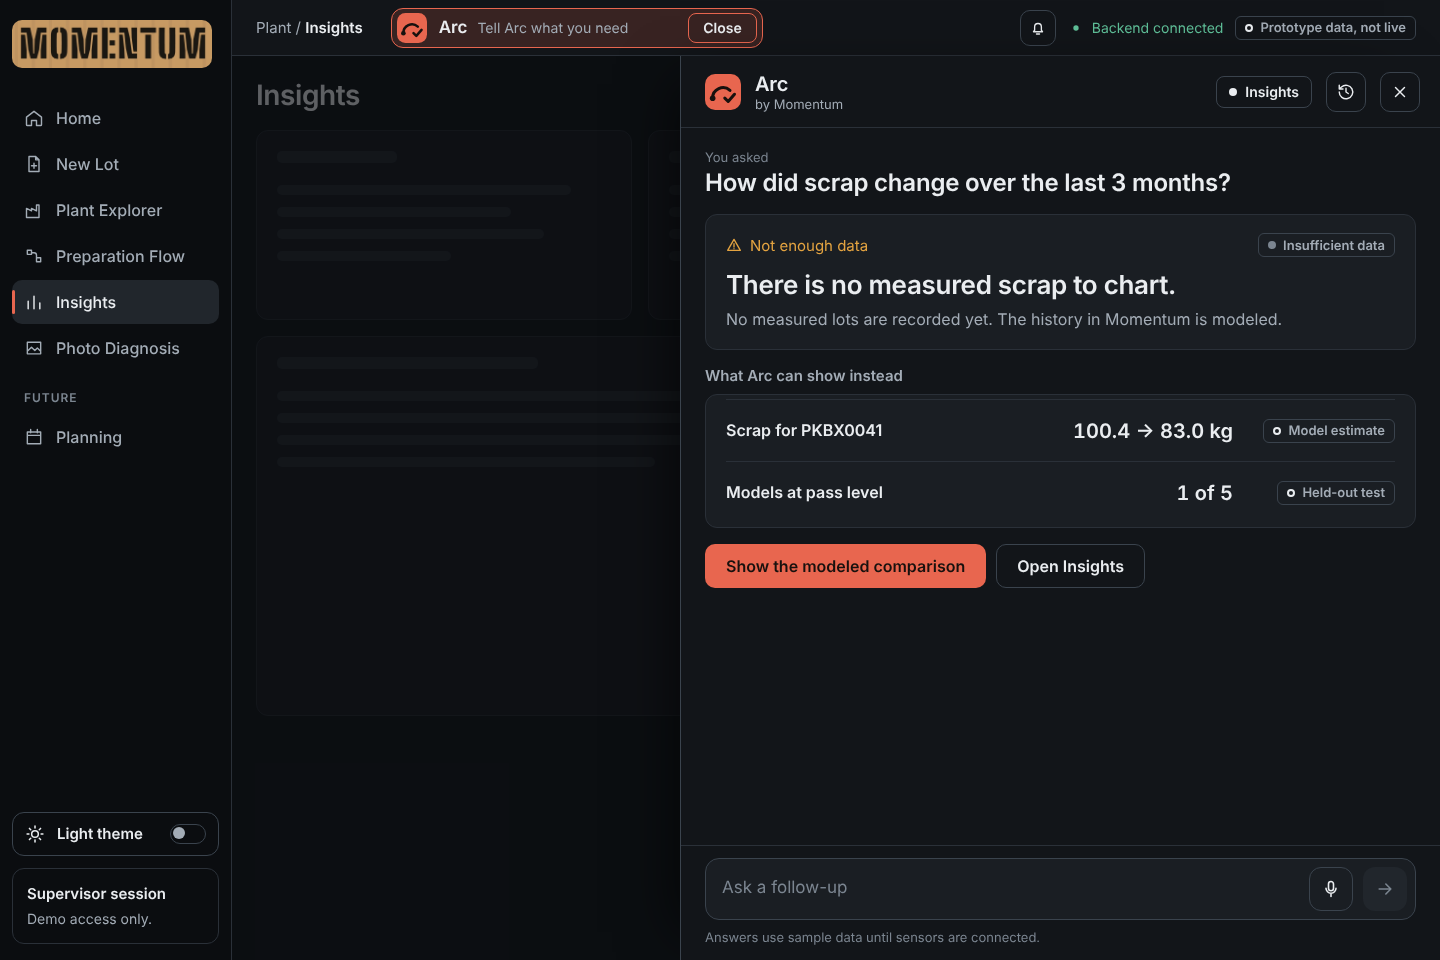 MOMENTUM
Plant / Insights
Arc Tell Arc what you need Close
Backend connected
Prototype data, not live
Home
New Lot
Plant Explorer
Preparation Flow
Insights
Photo Diagnosis
FUTURE
Planning
Light theme
Supervisor session
Demo access only.
Insights
Arc
by Momentum
Insights
You asked
How did scrap change over the last 3 months?
Not enough data
Insufficient data
There is no measured scrap to chart.
No measured lots are recorded yet. The history in Momentum is modeled.
What Arc can show instead
Scrap for PKBX0041 100.4 → 83.0 kg Model estimate
Models at pass level 1 of 5 Held-out test
Show the modeled comparison Open Insights
Ask a follow-up
Answers use sample data until sensors are connected.